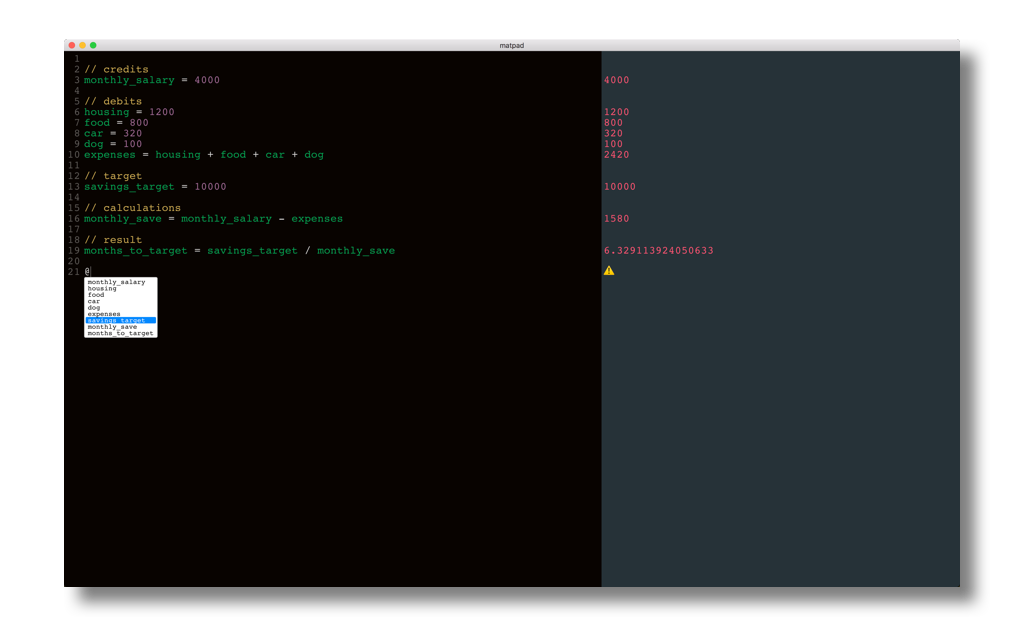 matpad
1
2 // credits
3 monthly_salary = 4000 4000
4
5 // debits
6 housing = 1200 1200
7 food = 800 800
8 car = 320 320
9 dog = 100 100
10 expenses = housing + food + car + dog 2420
11
12 // target
13 savings_target = 10000 10000
14
15 // calculations
16 monthly_save = monthly_salary - expenses 1580
17
18 // result
19 months_to_target = savings_target / monthly_save 6.329113924050633
20
21 @
monthly_salary
housing
food
car
dog
expenses
savings_target
monthly_save
months_to_target